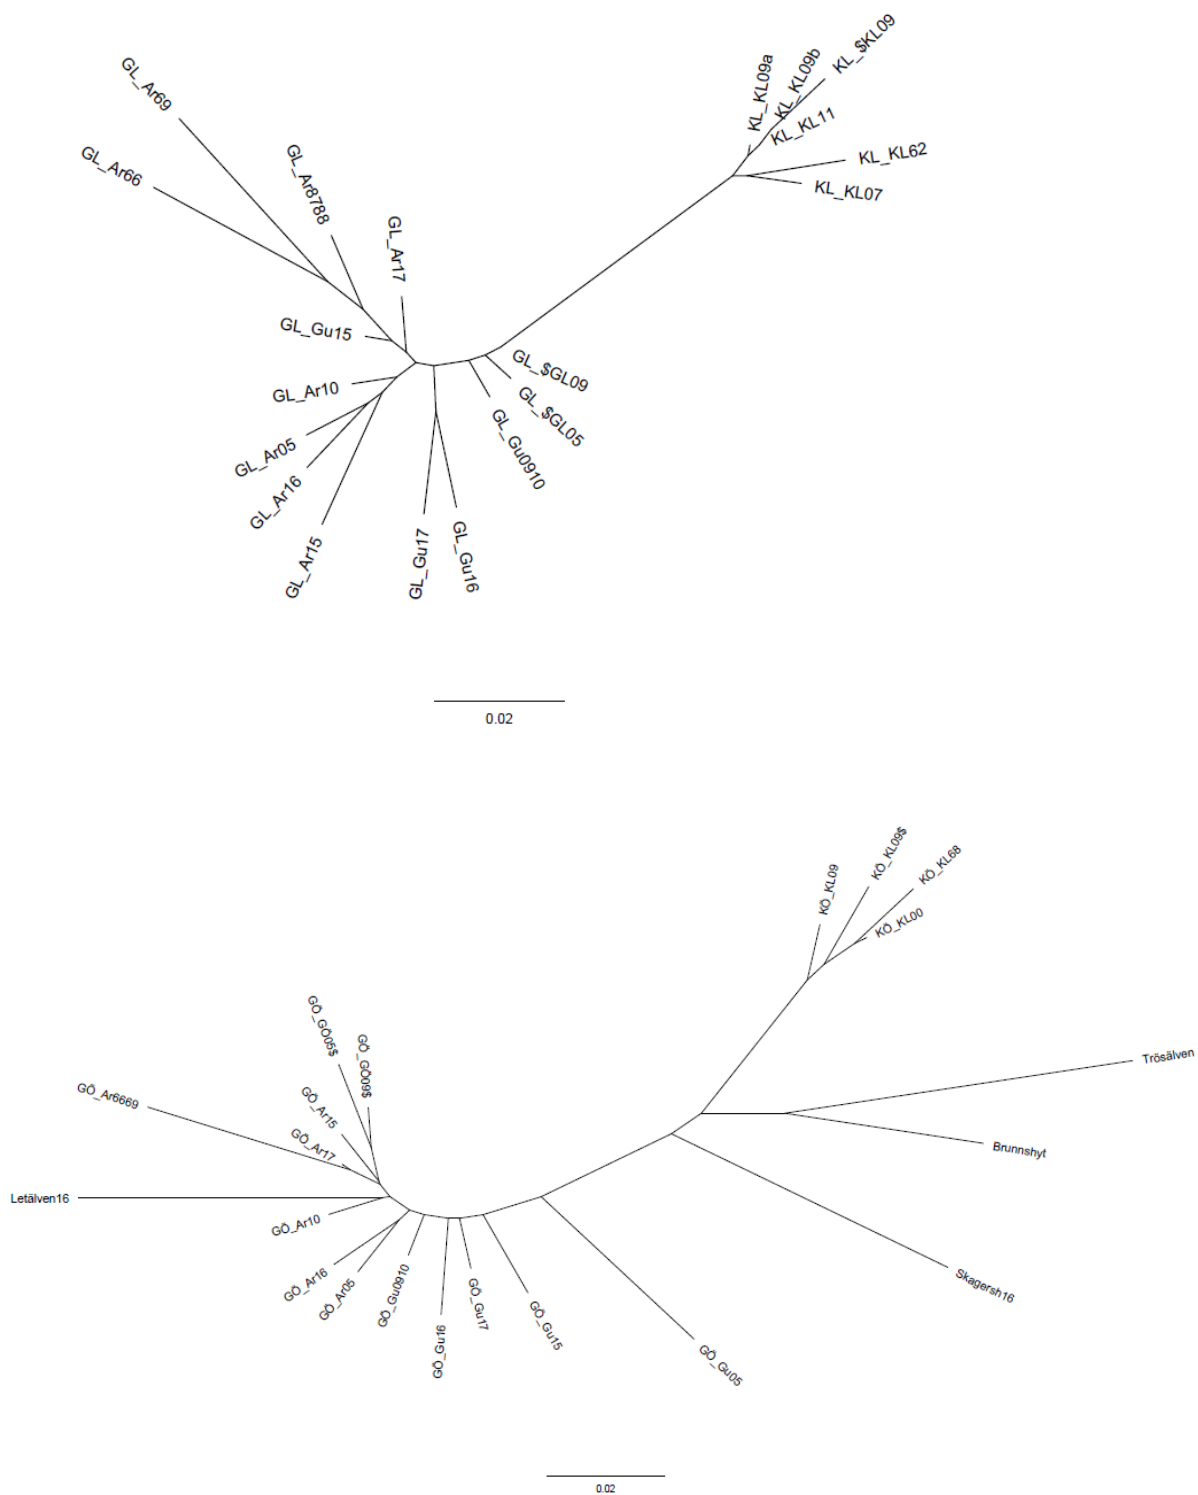 KL_$KL09
KL_KL09b
KL_KL09a
GL_Ar69
KL_KL11
GL_Ar66
GL_Ar8788
KL_KL62
KL_KL07
GL_Ar17
GL_Gu15
GL_$GL09
GL_Ar10
GL_$GL05
GL_Ar05
GL_Gu0910
GL_Ar16
GL_Ar15
GL_Gu17
GL_Gu16
0.02
KÖ_KL09$
KÖ_KL68
KÖ_KL09
KÖ_KL00
GÖ_GÖ05$
GÖ_GÖ09$
Trösälven
GÖ_Ar6669
GÖ_Ar15
GÖ_Ar17
Brunnshyt
Letälven16
GÖ_Ar10
GÖ_Ar16
GÖ_Ar05
GÖ_Gu0910
Skagersh16
GÖ_Gu17
GÖ_Gu15
GÖ_Gu16
GÖ_Gu05
0.02